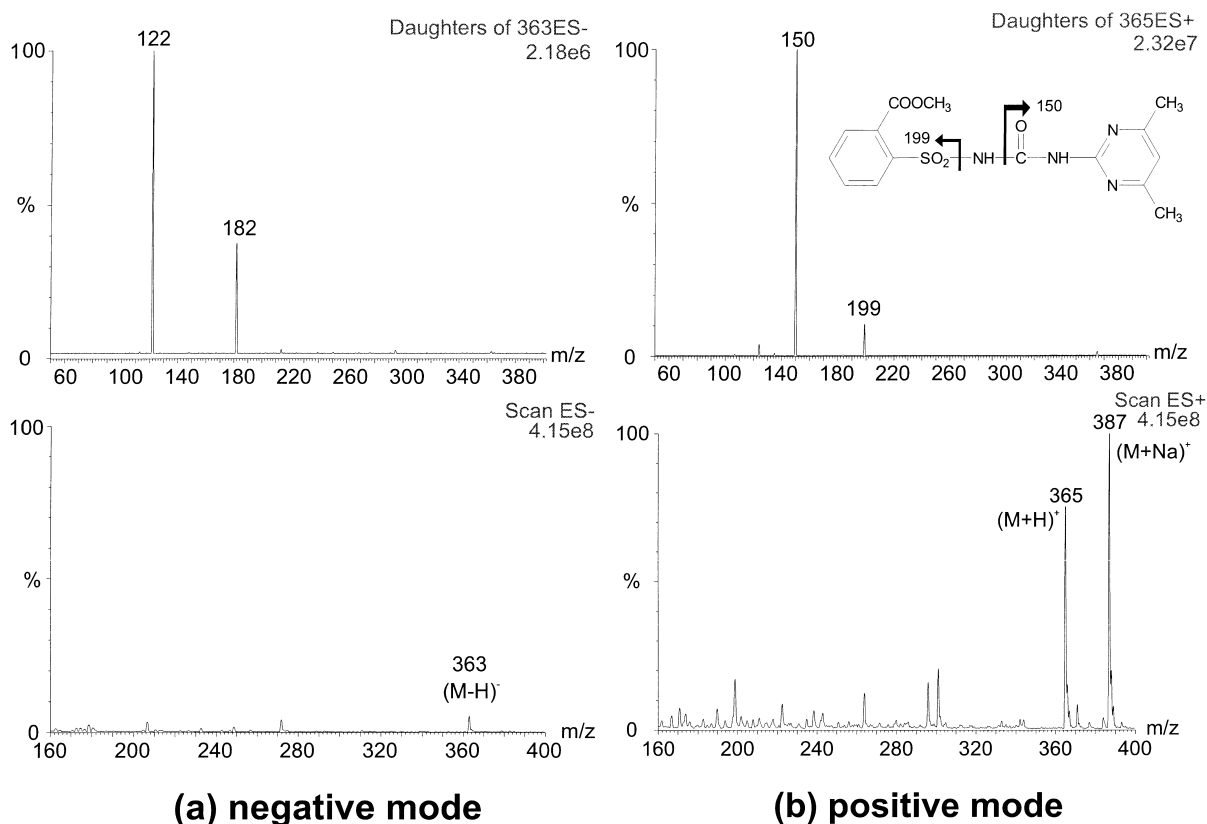 Daughters of 363ES-
2.18e6
100
122
182
%
0
m/z
60 100 140 180 220 260 300 340 380
Daughters of 365ES+
2.32e7
100
150
COOCH3
150
199
O
SO2 NH C NH
N
N
CH3
CH3
%
199
0
m/z
60 100 140 180 220 260 300 340 380
Scan ES-
4.15e8
100
%
363
(M-H)-
0
m/z
160 200 240 280 320 360 400
Scan ES+
4.15e8
100
387
(M+Na)+
365
(M+H)+
%
0
m/z
160 200 240 280 320 360 400
(a) negative mode
(b) positive mode